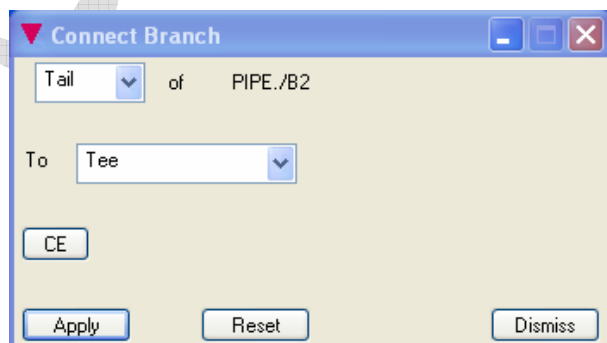 Connect Branch
Tail of PIPE./B2
To Tee
CE
Apply Reset Dismiss